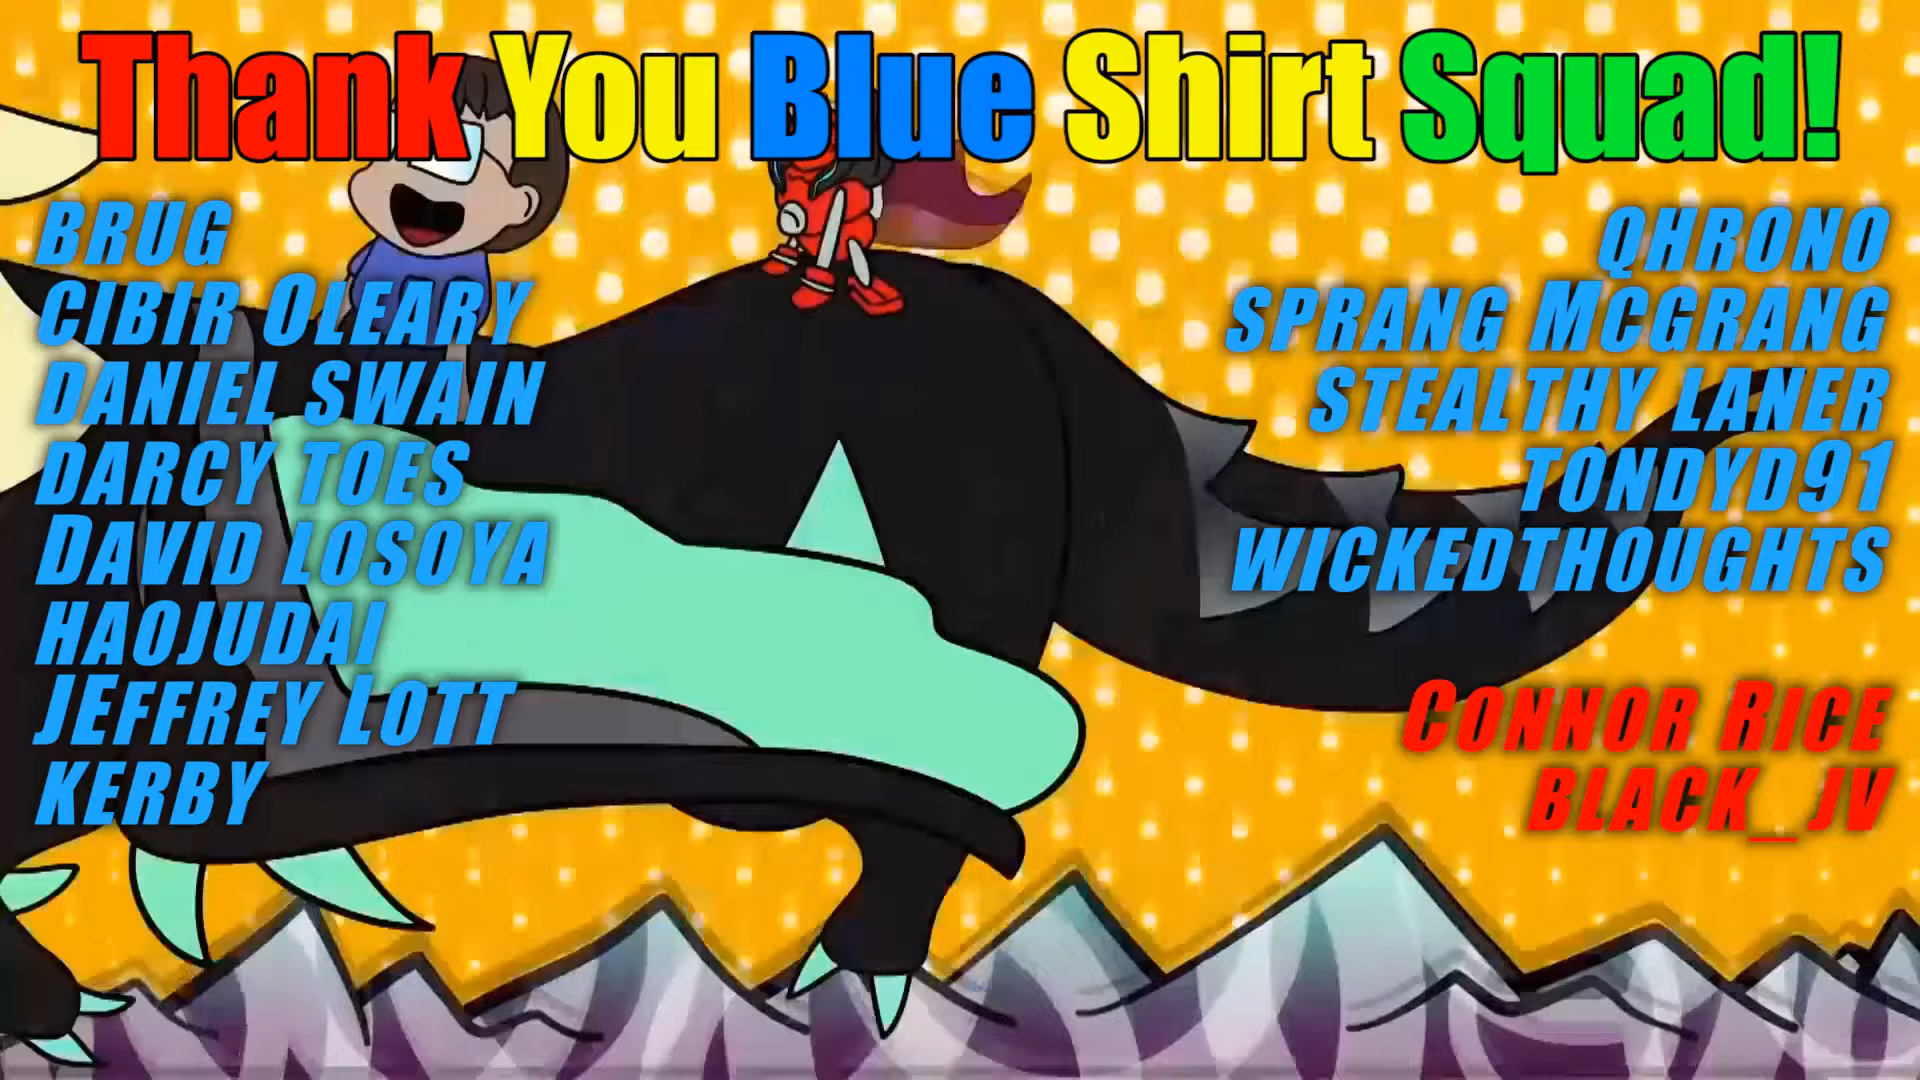 Thank You Blue Shirt Squad!
BRUG
CIBIR OLEARY
DANIEL SWAIN
DARCY TOES
DAVID LOSOYA
HAOJUDAI
JEFFREY LOTT
KERBY
QHRONO
SPRANG MCGRANG
STEALTHY LANER
TONDYD91
WICKEDTHOUGHTS
CONNOR RICE
BLACK_JV